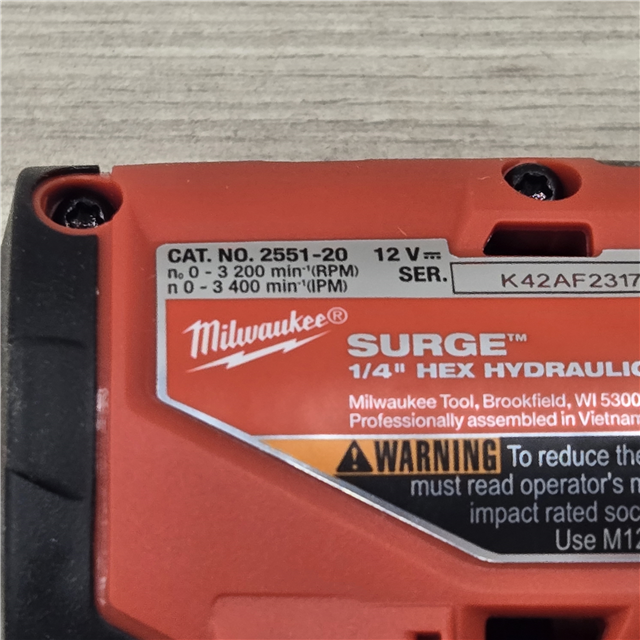 CAT. NO. 2551-20 12 V⎓
n₀ 0 - 3 200 min⁻¹(RPM)
n 0 - 3 400 min⁻¹(IPM)
SER. K42AF2317
Milwaukee®
SURGE™
1/4" HEX HYDRAULIC
Milwaukee Tool, Brookfield, WI 5300
Professionally assembled in Vietnam
WARNING To reduce the
must read operator's
impact rated
Use M12